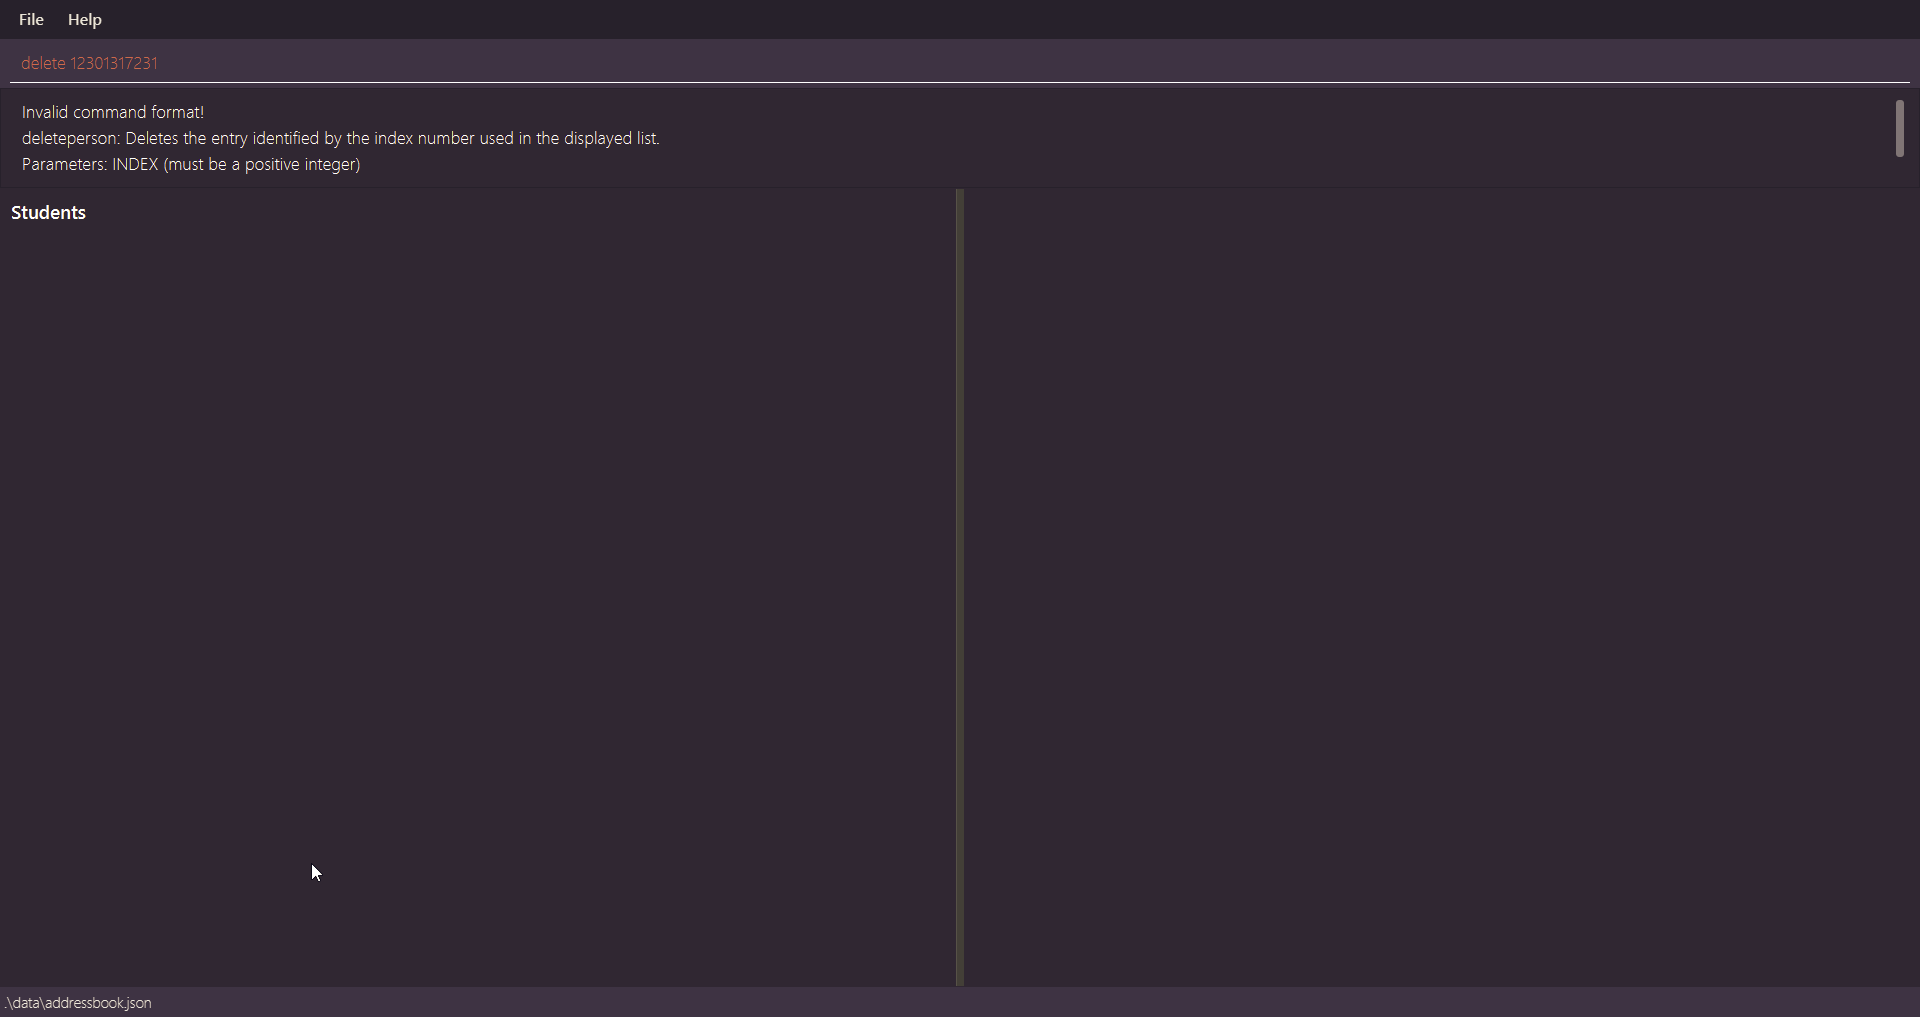 File Help
delete 12301317231
Invalid command format!
deleteperson: Deletes the entry identified by the index number used in the displayed list.
Parameters: INDEX (must be a positive integer)
Students
.\data\addressbook.json